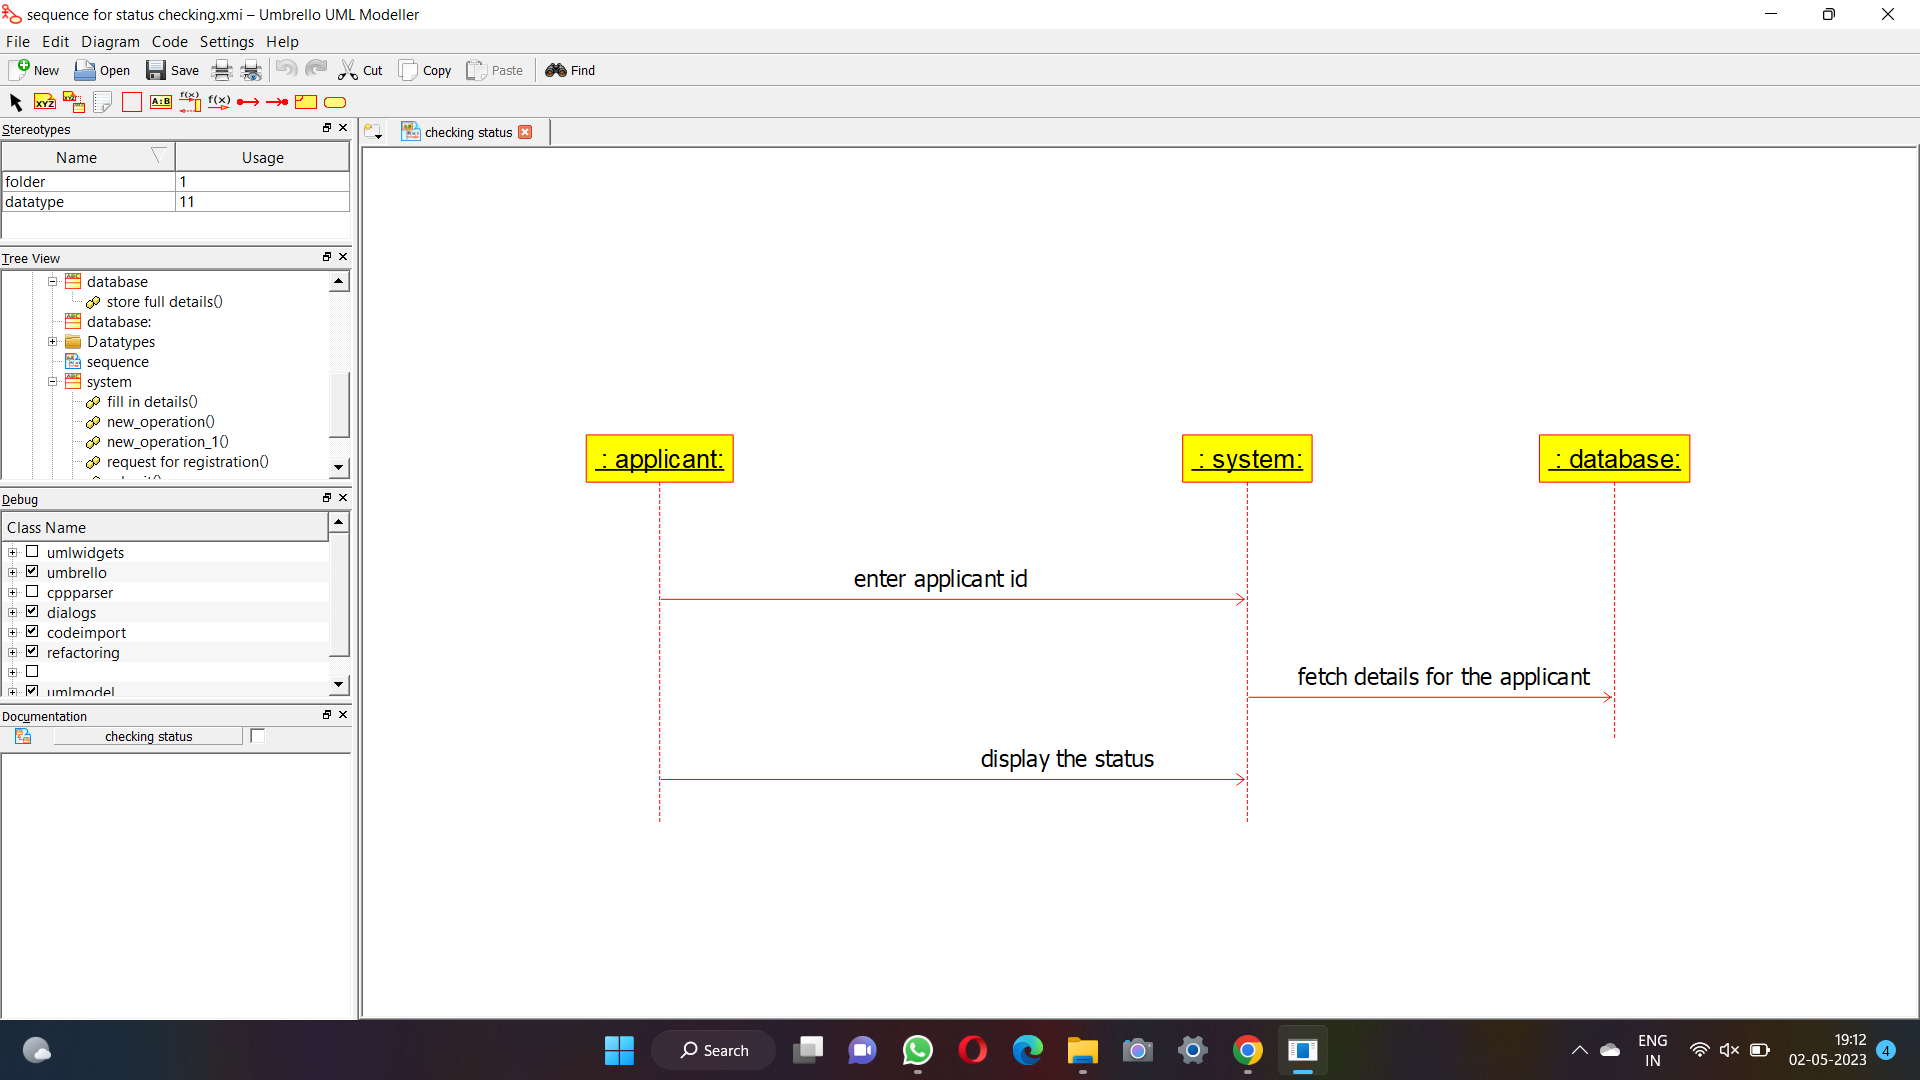 sequence for status checking.xmi – Umbrello UML Modeller
File Edit Diagram Code Settings Help
New Open Save Cut Copy Paste Find
XYZ XYZ A:B f(x) f(x)
Stereotypes
Name Usage
folder 1
datatype 11
Tree View
database
store full details()
database:
Datatypes
sequence
system
fill in details()
new_operation()
new_operation_1()
request for registration()
Debug
Class Name
umlwidgets
umbrello
cppparser
dialogs
codeimport
refactoring
umlmodel
Documentation
checking status
checking status
: applicant:
: system:
: database:
enter applicant id
fetch details for the applicant
display the status
Search
ENG
IN
19:12
02-05-2023
4